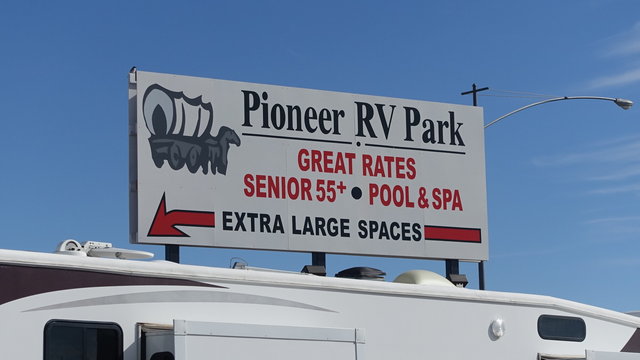 Pioneer RV Park
GREAT RATES
SENIOR 55+ • POOL & SPA
EXTRA LARGE SPACES